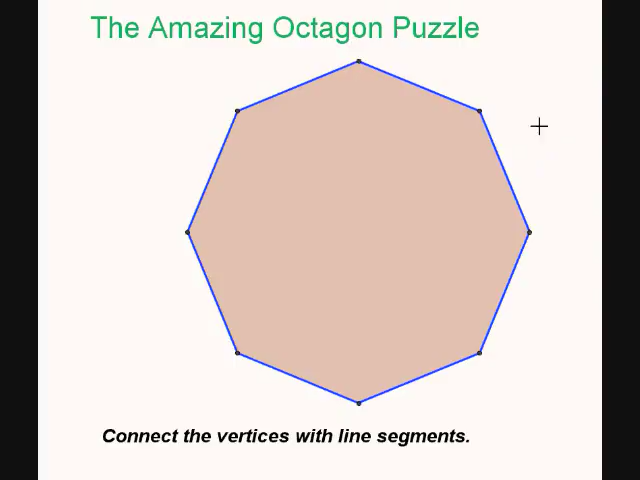 The Amazing Octagon Puzzle
Connect the vertices with line segments.